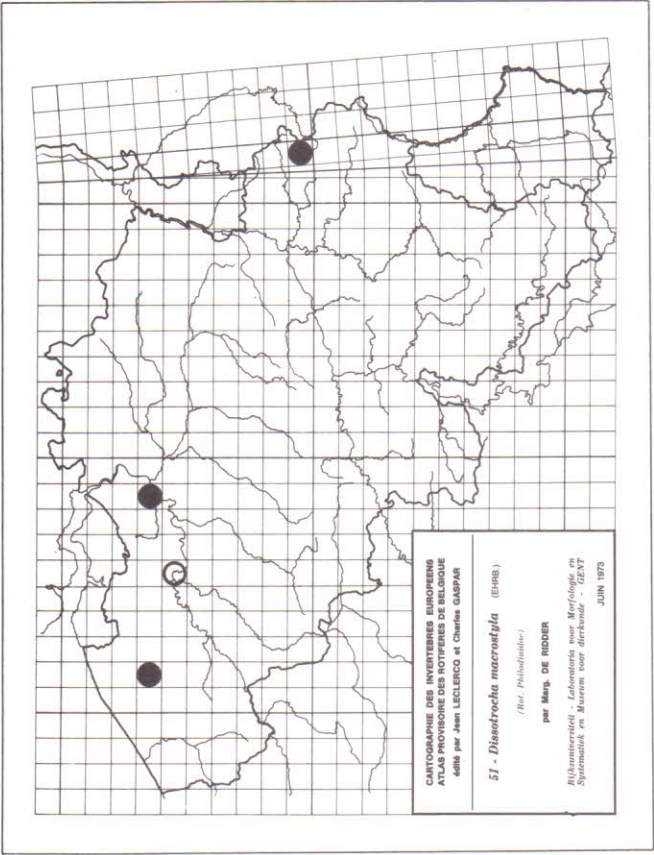 CARTOGRAPHIE DES INVERTEBRES EUROPEENS
ATLAS PROVISOIRE DES ROTIFERES DE BELGIQUE
édité par Jean LECLERCQ et Charles GASPAR
51 - Dissotrocha macrostyla (EHRB.)
(Rot. Philodinidae)
par Marg. DE RIDDER
Rijksuniversiteit - Laboratoria voor Morfologie en
Systematiek en Museum voor dierkunde - GENT
JUIN 1973